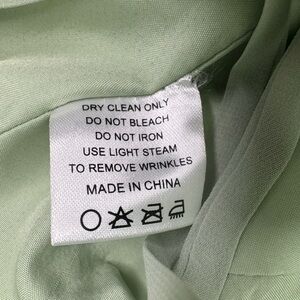 DRY CLEAN ONLY
DO NOT BLEACH
DO NOT IRON
USE LIGHT STEAM
TO REMOVE WRINKLES
MADE IN CHINA